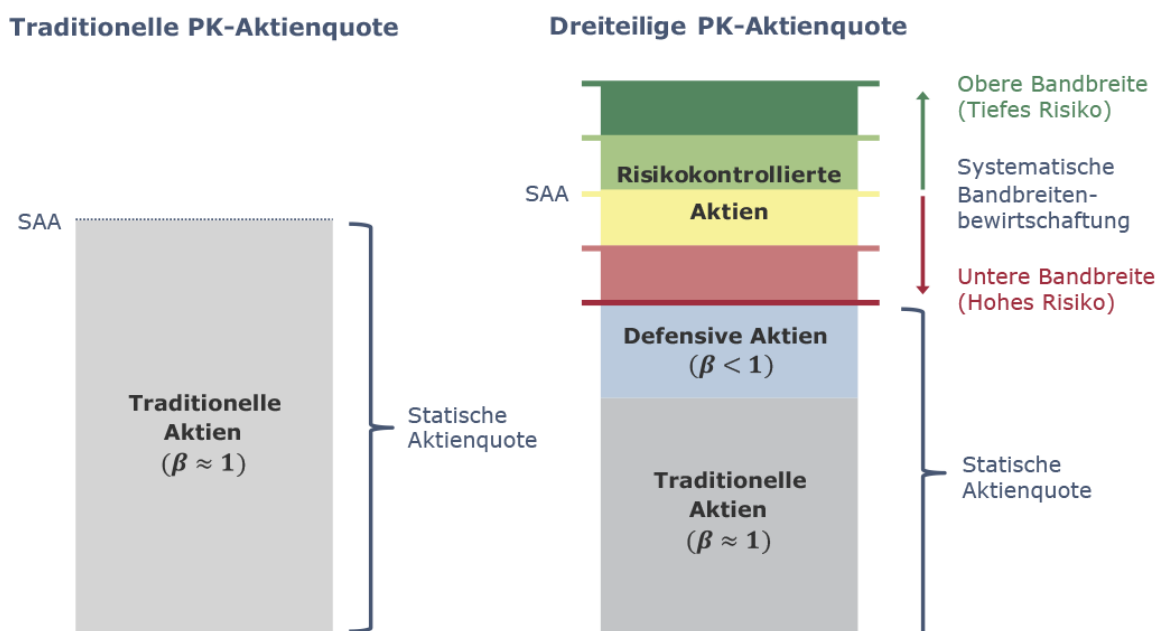 Traditionelle PK-Aktienquote
SAA
Traditionelle
Aktien
(β ≈ 1)
Statische
Aktienquote
Dreiteilige PK-Aktienquote
SAA
Risikokontrollierte
Aktien
Defensive Aktien
(β < 1)
Traditionelle
Aktien
(β ≈ 1)
Obere Bandbreite
(Tiefes Risiko)
Systematische
Bandbreiten-
bewirtschaftung
Untere Bandbreite
(Hohes Risiko)
Statische
Aktienquote